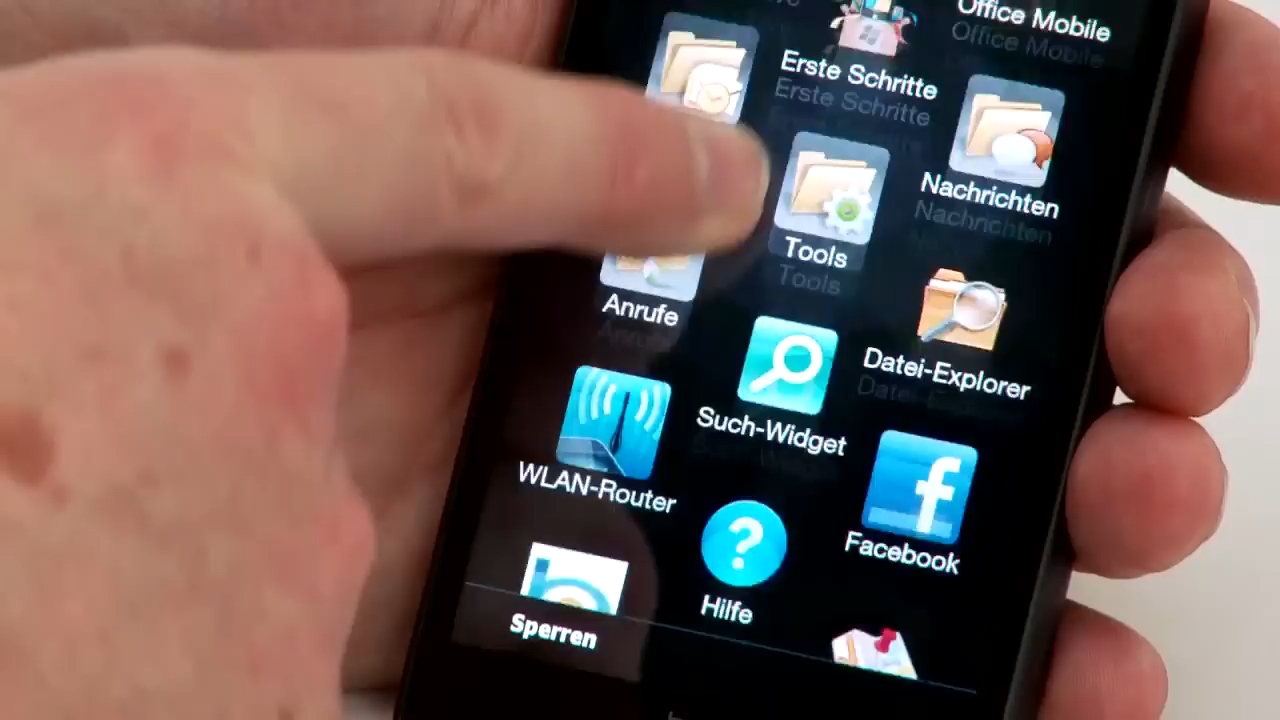 Office Mobile
Erste Schritte
Nachrichten
Tools
Anrufe
Datei-Explorer
Such-Widget
WLAN-Router
Facebook
Hilfe
Sperren